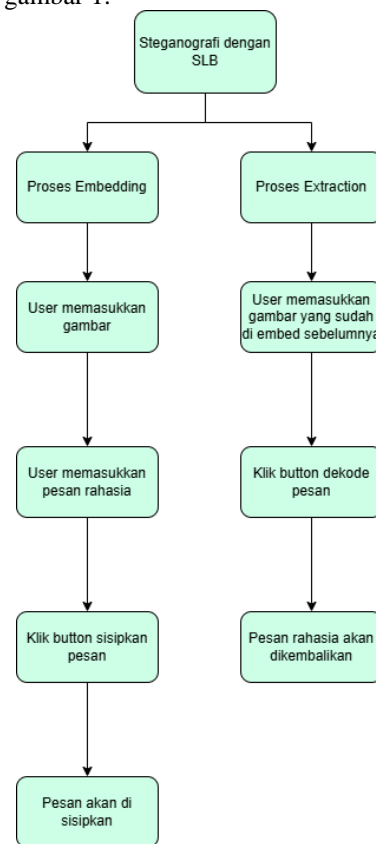 gambar 1.
Steganografi dengan
SLB
Proses Embedding
Proses Extraction
User memasukkan
gambar
User memasukkan
gambar yang sudah
di embed sebelumnya
User memasukkan
pesan rahasia
Klik button dekode
pesan
Klik button sisipkan
pesan
Pesan rahasia akan
dikembalikan
Pesan akan di
sisipkan